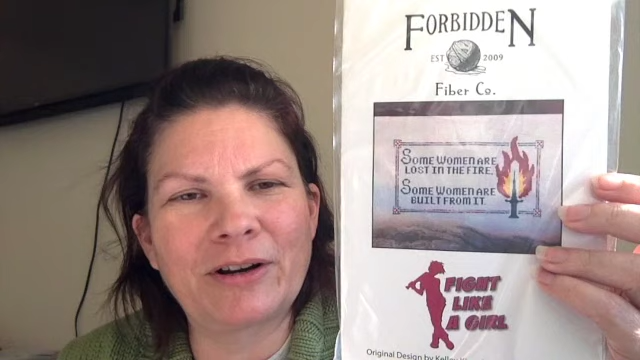 FORBIDDEN
EST 2009
Fiber Co.
SOME WOMEN ARE
LOST IN THE FIRE,
SOME WOMEN ARE
BUILT FROM IT.
FIGHT
LIKE
A GIRL
Original Design by